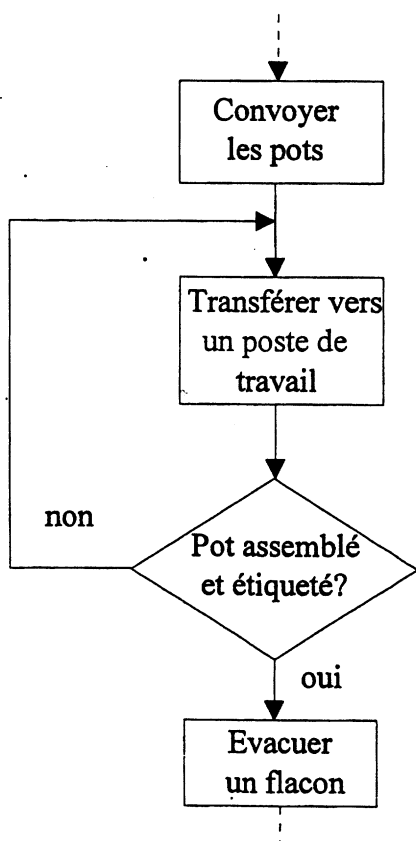 Convoyer
les pots
Transférer vers
un poste de
travail
non
Pot assemblé
et étiqueté?
oui
Evacuer
un flacon